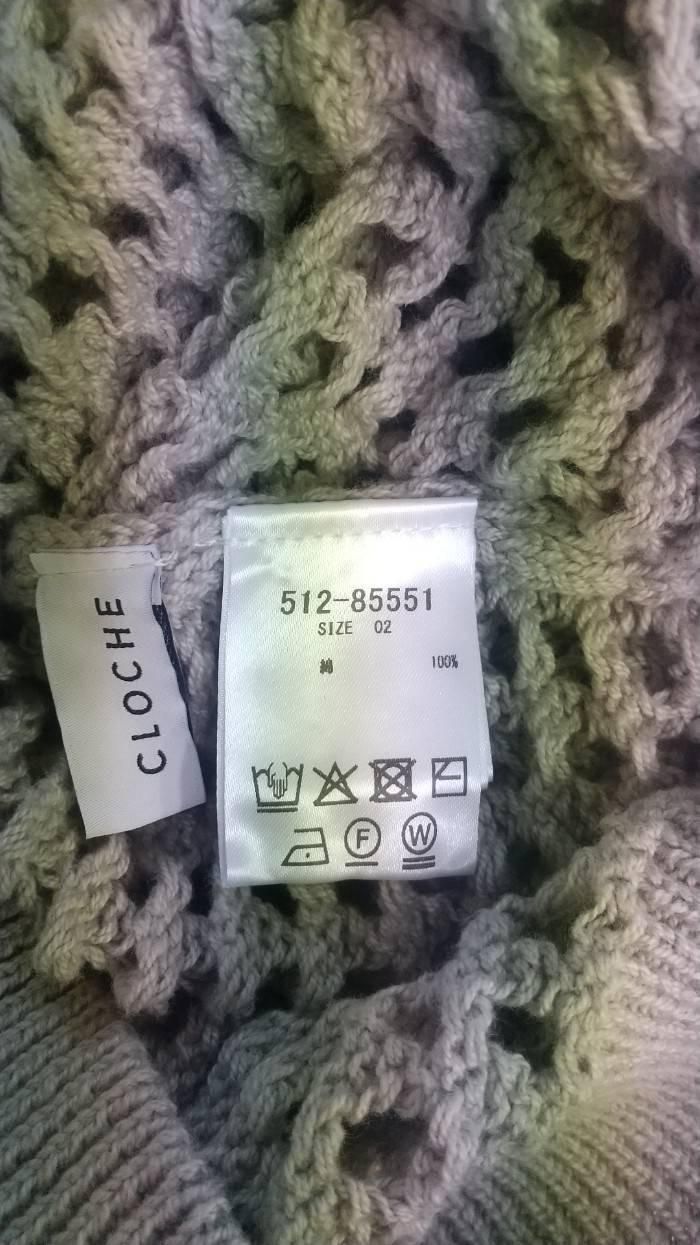 CLOCHE
512-85551
SIZE 02
綿 100%
F W